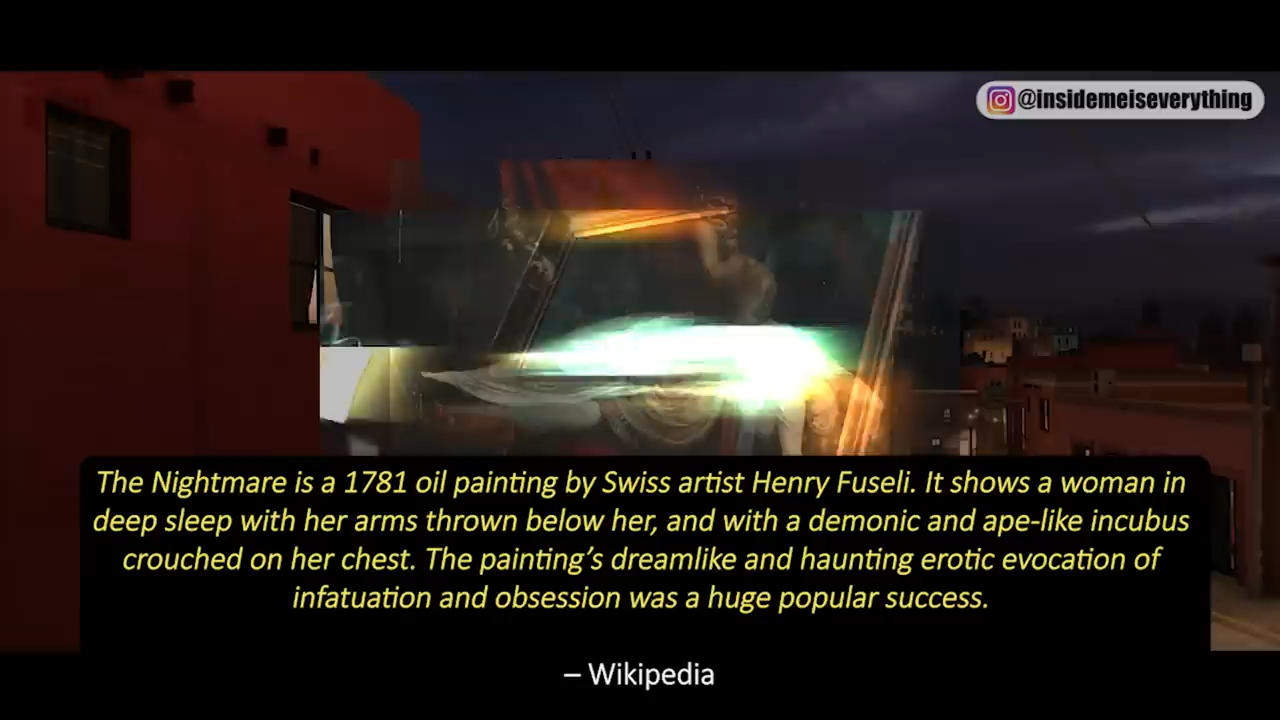 @insidemeiseverything
The Nightmare is a 1781 oil painting by Swiss artist Henry Fuseli. It shows a woman in
deep sleep with her arms thrown below her, and with a demonic and ape-like incubus
crouched on her chest. The painting’s dreamlike and haunting erotic evocation of
infatuation and obsession was a huge popular success.
– Wikipedia